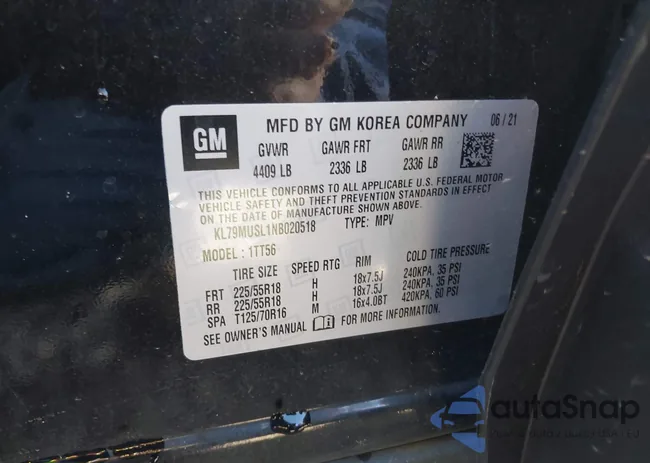 GM
MFD BY GM KOREA COMPANY 06 / 21
GVWR GAWR FRT GAWR RR
4409 LB 2336 LB 2336 LB
THIS VEHICLE CONFORMS TO ALL APPLICABLE U.S. FEDERAL MOTOR
VEHICLE SAFETY AND THEFT PREVENTION STANDARDS IN EFFECT
ON THE DATE OF MANUFACTURE SHOWN ABOVE.
KL79MUSL1NB020518 TYPE: MPV
MODEL: 1TT56
TIRE SIZE SPEED RTG RIM COLD TIRE PRESSURE
FRT 225/55R18 H 18x7.5J 240KPA, 35 PSI
RR 225/55R18 H 18x7.5J 240KPA, 35 PSI
SPA T125/70R16 M 16x4.0BT 420KPA, 60 PSI
SEE OWNER'S MANUAL FOR MORE INFORMATION.
autaSnap